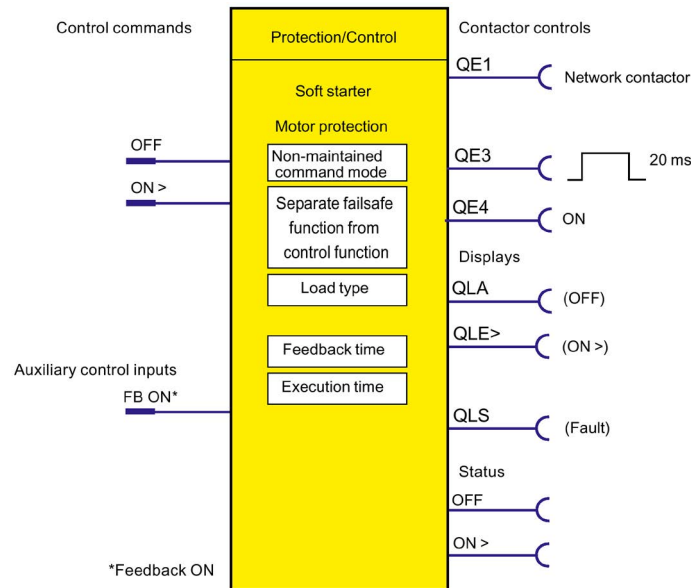 Control commands
Protection/Control
Contactor controls
QE1
Network contactor
Soft starter
Motor protection
OFF
Non-maintained
command mode
QE3
20 ms
ON >
Separate failsafe
function from
control function
QE4
ON
Displays
Load type
QLA
(OFF)
QLE>
(ON >)
Feedback time
Auxiliary control inputs
Execution time
FB ON*
QLS
(Fault)
Status
OFF
ON >
*Feedback ON